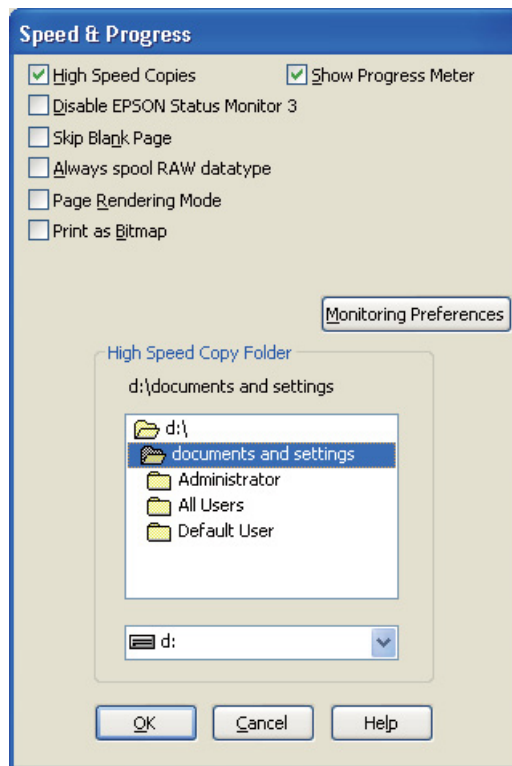 Speed & Progress
High Speed Copies Show Progress Meter
Disable EPSON Status Monitor 3
Skip Blank Page
Always spool RAW datatype
Page Rendering Mode
Print as Bitmap
Monitoring Preferences
High Speed Copy Folder
d:\documents and settings
d:\
documents and settings
Administrator
All Users
Default User
d:
OK Cancel Help